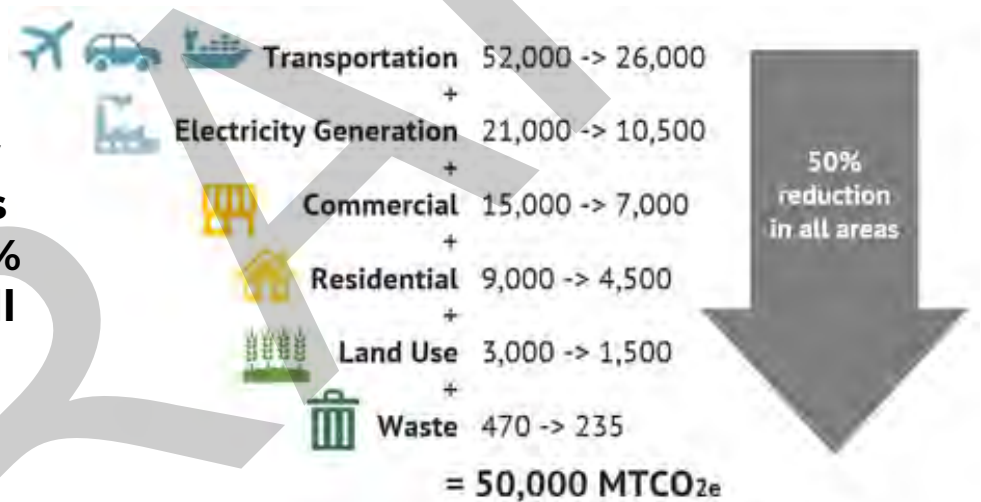 Transportation 52,000 -> 26,000
+
Electricity Generation 21,000 -> 10,500
+
Commercial 15,000 -> 7,000
+
Residential 9,000 -> 4,500
+
Land Use 3,000 -> 1,500
+
Waste 470 -> 235
= 50,000 MTCO2e
50%
reduction
in all areas
s
%
l